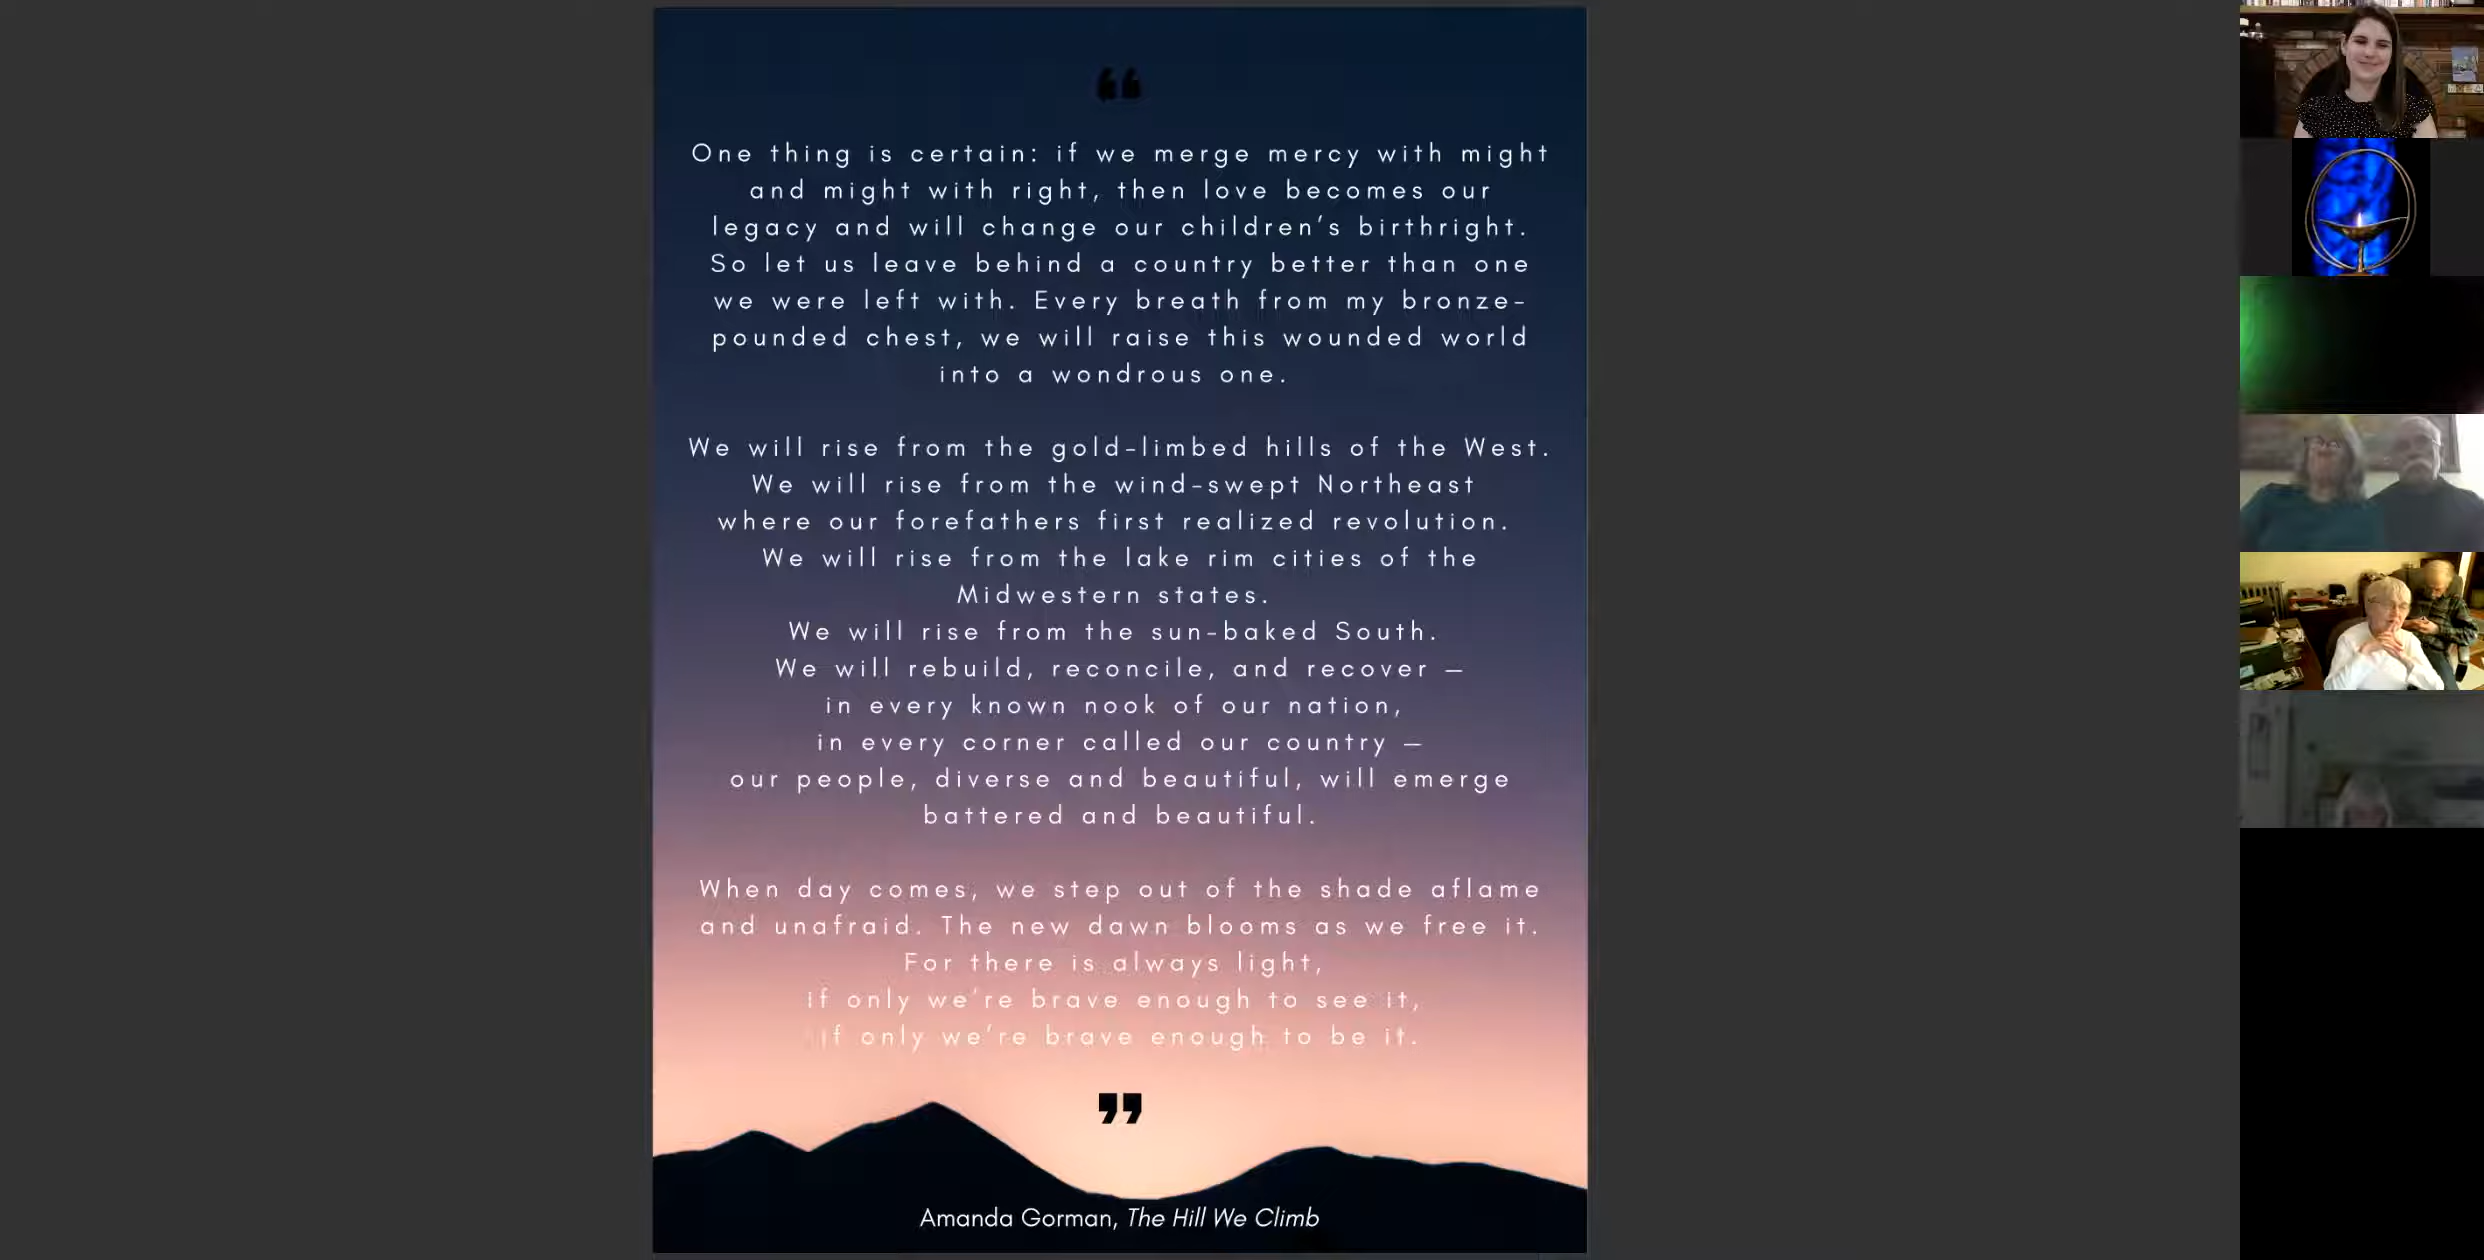 “
One thing is certain: if we merge mercy with might
and might with right, then love becomes our
legacy and will change our children’s birthright.
So let us leave behind a country better than one
we were left with. Every breath from my bronze-
pounded chest, we will raise this wounded world
into a wondrous one.
We will rise from the gold-limbed hills of the West.
We will rise from the wind-swept Northeast
where our forefathers first realized revolution.
We will rise from the lake rim cities of the
Midwestern states.
We will rise from the sun-baked South.
We will rebuild, reconcile, and recover —
in every known nook of our nation,
in every corner called our country —
our people, diverse and beautiful, will emerge
battered and beautiful.
When day comes, we step out of the shade aflame
and unafraid. The new dawn blooms as we free it.
For there is always light,
if only we’re brave enough to see it,
if only we’re brave enough to be it.
”
Amanda Gorman, The Hill We Climb